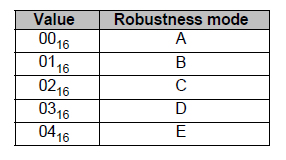 Value Robustness mode
00₁₆ A
01₁₆ B
02₁₆ C
03₁₆ D
04₁₆ E